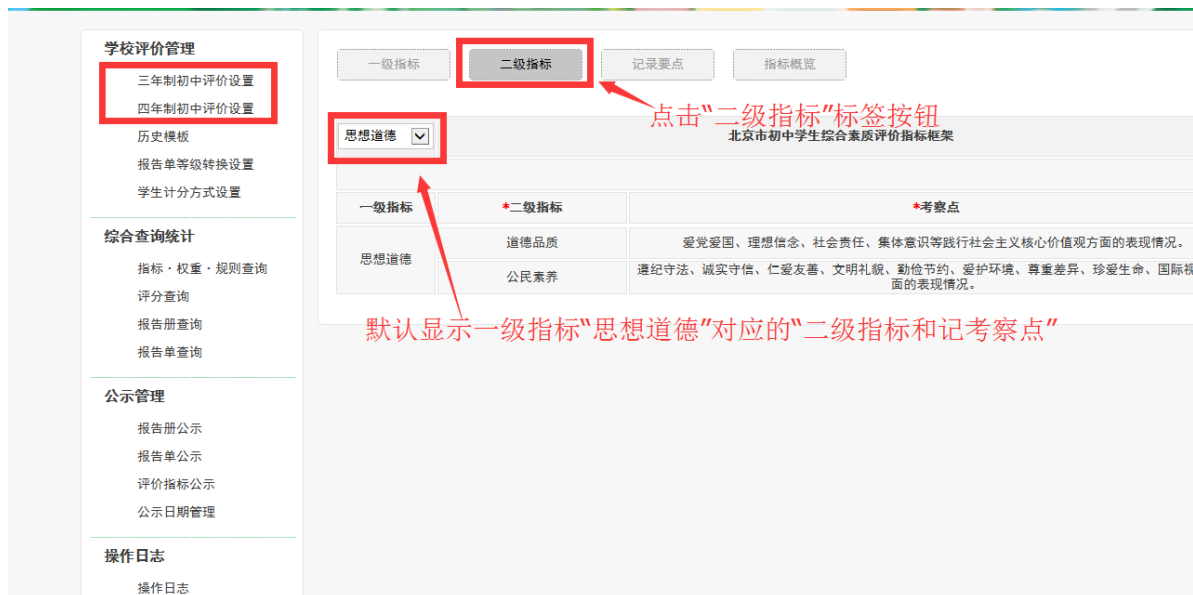 学校评价管理
三年制初中评价设置
四年制初中评价设置
历史模板
报告单等级转换设置
学生计分方式设置
综合查询统计
指标·权重·规则查询
评分查询
报告册查询
报告单查询
公示管理
报告册公示
报告单公示
评价指标公示
公示日期管理
操作日志
操作日志
一级指标 二级指标 记录要点 指标概览
点击“二级指标”标签按钮
思想道德 北京市初中学生综合素质评价指标框架
一级指标 *二级指标 *考察点
思想道德
道德品质 爱党爱国、理想信念、社会责任、集体意识等践行社会主义核心价值观方面的表现情况。
公民素养 遵纪守法、诚实守信、仁爱友善、文明礼貌、勤俭节约、爱护环境、尊重差异、珍爱生命、国际视
面的表现情况。
默认显示一级指标“思想道德”对应的“二级指标和记考察点”